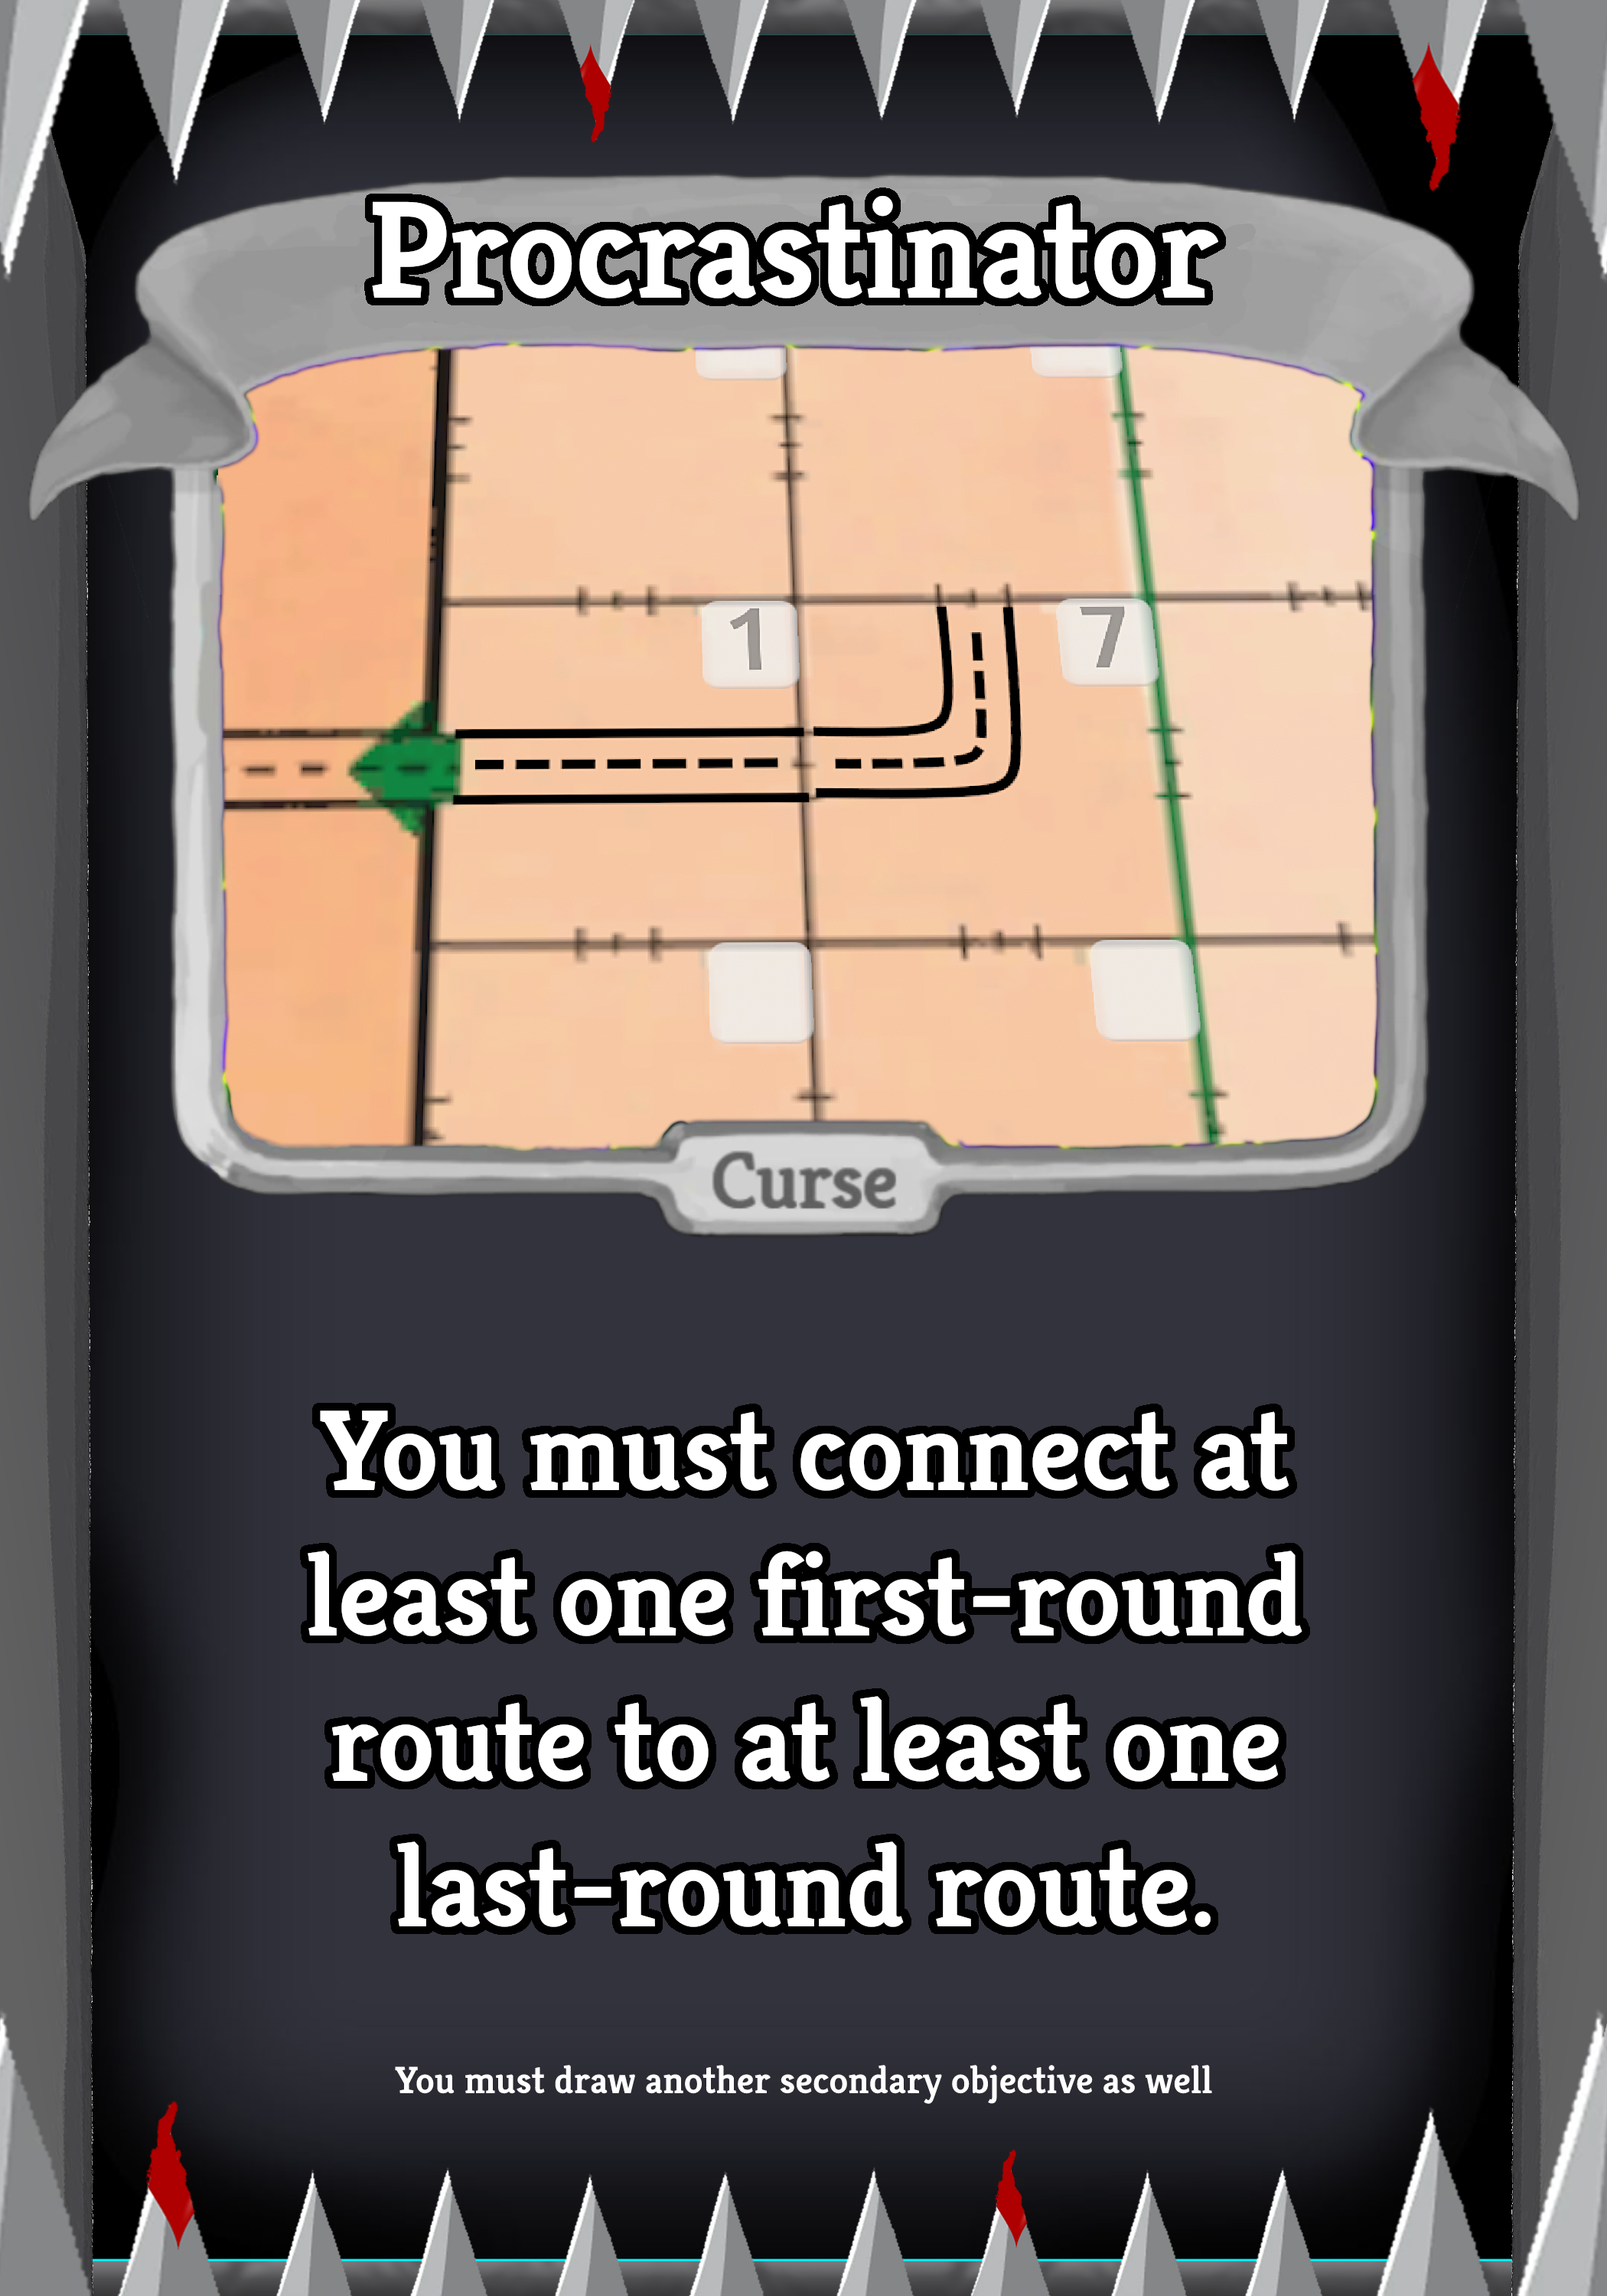 Procrastinator
1 7
Curse
You must connect at
least one first-round
route to at least one
last-round route.
You must draw another secondary objective as well